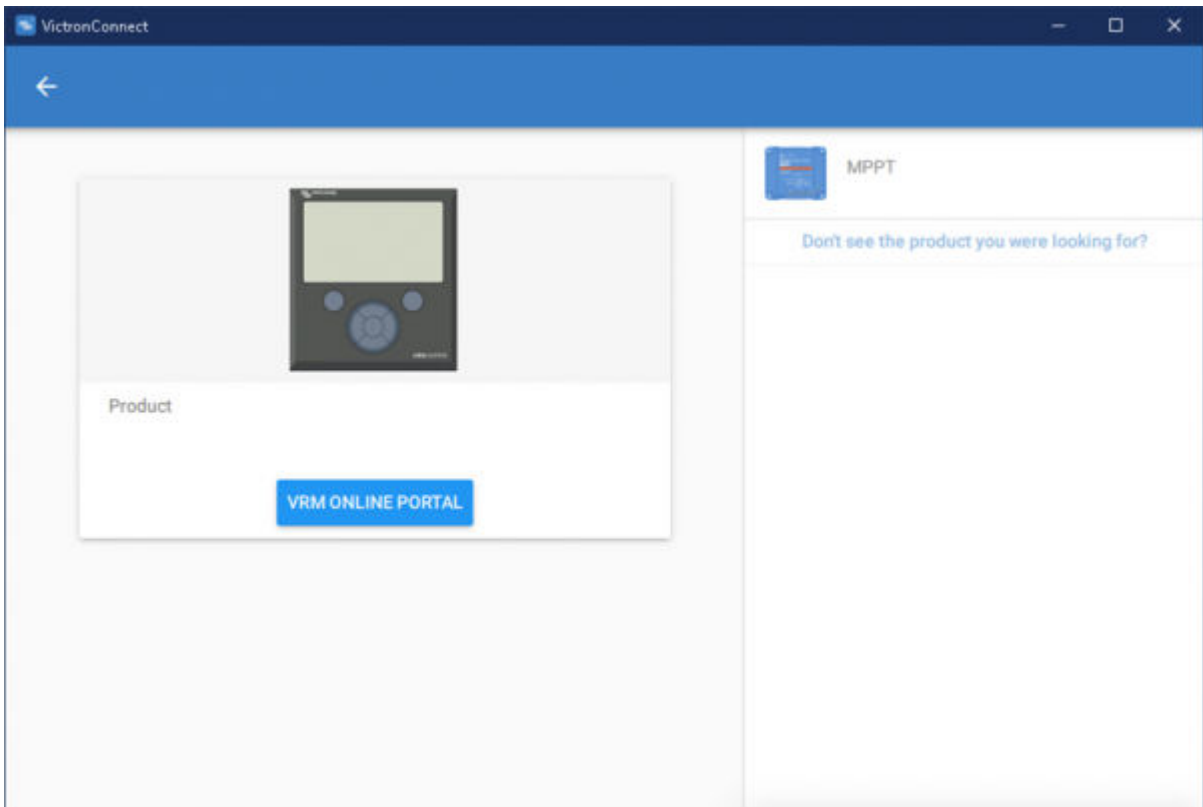 VictronConnect
MPPT
Don't see the product you were looking for?
Product
VRM ONLINE PORTAL